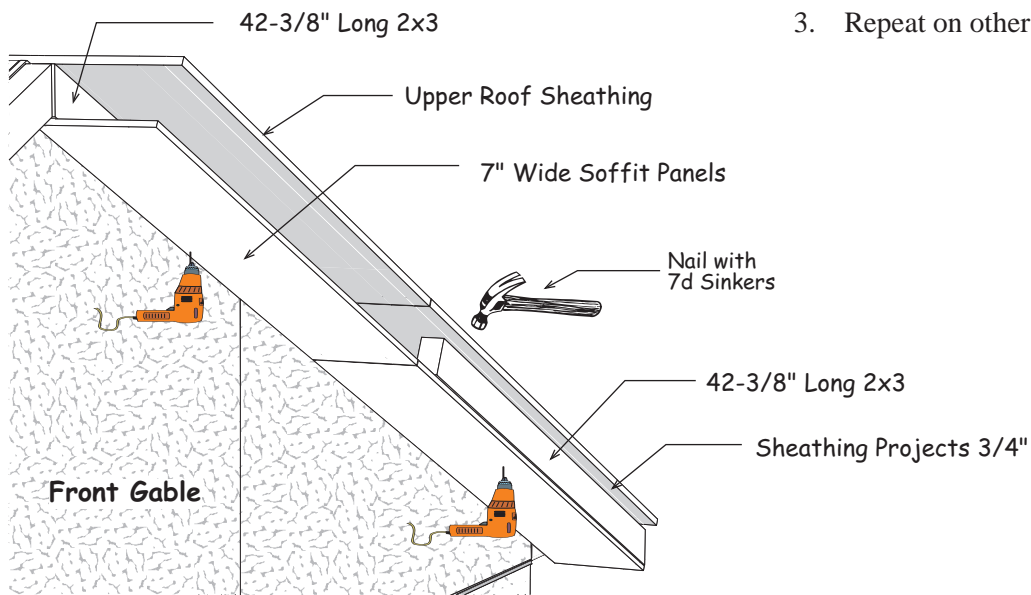 42-3/8" Long 2x3
3. Repeat on other
Upper Roof Sheathing
7" Wide Soffit Panels
Nail with
7d Sinkers
42-3/8" Long 2x3
Sheathing Projects 3/4"
Front Gable